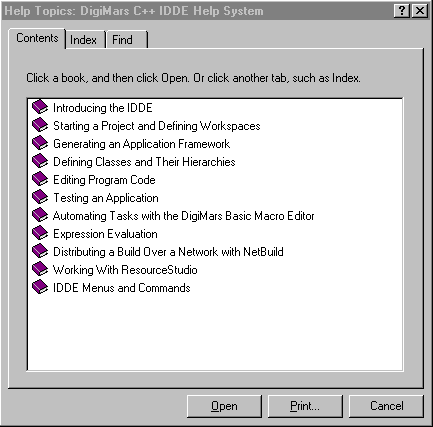 Help Topics: DigiMars C++ IDDE Help System
Contents Index Find
Click a book, and then click Open. Or click another tab, such as Index.
Introducing the IDDE
Starting a Project and Defining Workspaces
Generating an Application Framework
Defining Classes and Their Hierarchies
Editing Program Code
Testing an Application
Automating Tasks with the DigiMars Basic Macro Editor
Expression Evaluation
Distributing a Build Over a Network with NetBuild
Working With ResourceStudio
IDDE Menus and Commands
Open Print... Cancel